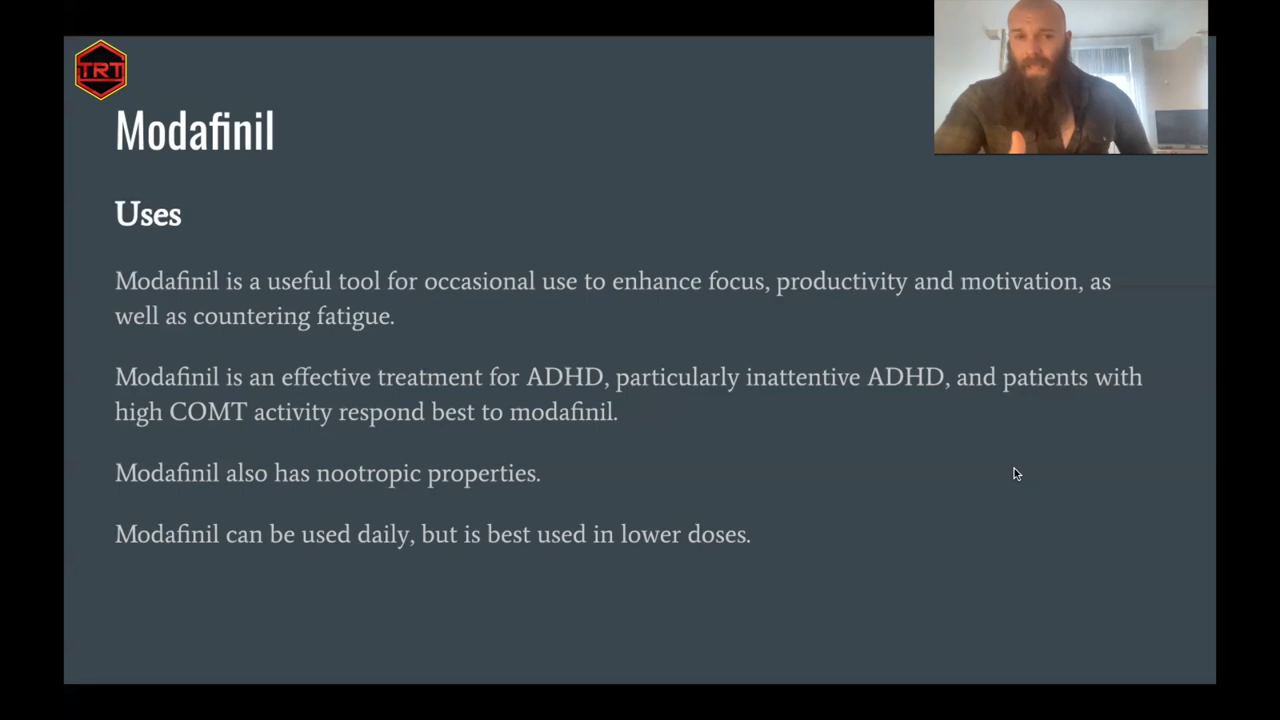 TRT
Modafinil
Uses
Modafinil is a useful tool for occasional use to enhance focus, productivity and motivation, as
well as countering fatigue.
Modafinil is an effective treatment for ADHD, particularly inattentive ADHD, and patients with
high COMT activity respond best to modafinil.
Modafinil also has nootropic properties.
Modafinil can be used daily, but is best used in lower doses.